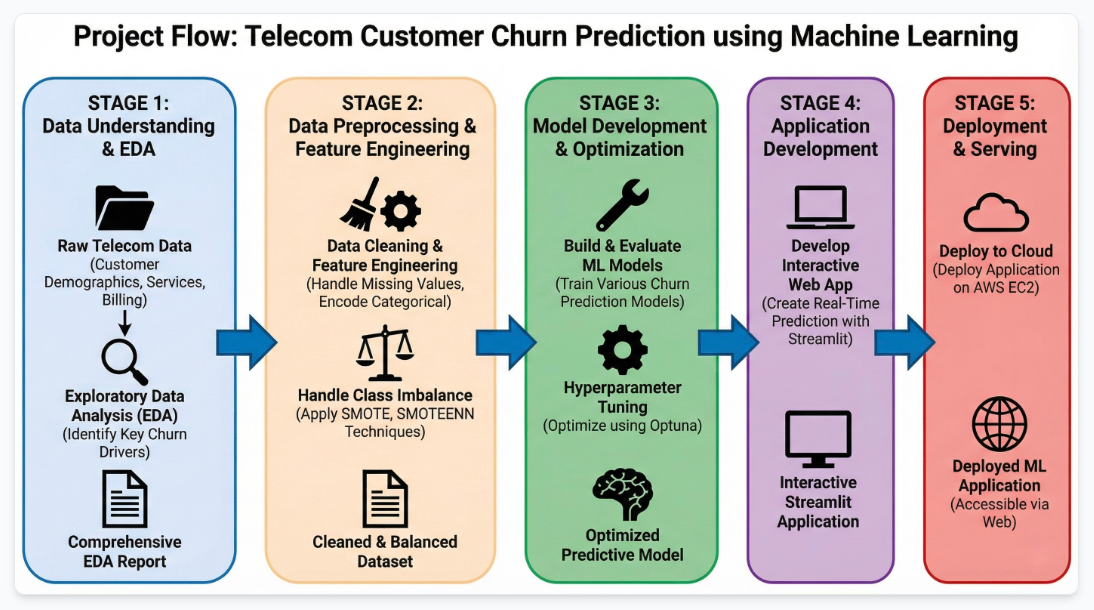 Project Flow: Telecom Customer Churn Prediction using Machine Learning
STAGE 1:
Data Understanding
& EDA
Raw Telecom Data
(Customer
Demographics, Services,
Billing)
Exploratory Data
Analysis (EDA)
(Identify Key Churn
Drivers)
Comprehensive
EDA Report
STAGE 2:
Data Preprocessing &
Feature Engineering
Data Cleaning &
Feature Engineering
(Handle Missing Values,
Encode Categorical)
Handle Class Imbalance
(Apply SMOTE, SMOTEENN
Techniques)
Cleaned & Balanced
Dataset
STAGE 3:
Model Development
& Optimization
Build & Evaluate
ML Models
(Train Various Churn
Prediction Models)
Hyperparameter
Tuning
(Optimize using Optuna)
Optimized
Predictive Model
STAGE 4:
Application
Development
Develop
Interactive
Web App
(Create Real-Time
Prediction with
Streamlit)
Interactive
Streamlit
Application
STAGE 5:
Deployment
& Serving
Deploy to Cloud
(Deploy Application
on AWS EC2)
Deployed ML
Application
(Accessible via
Web)